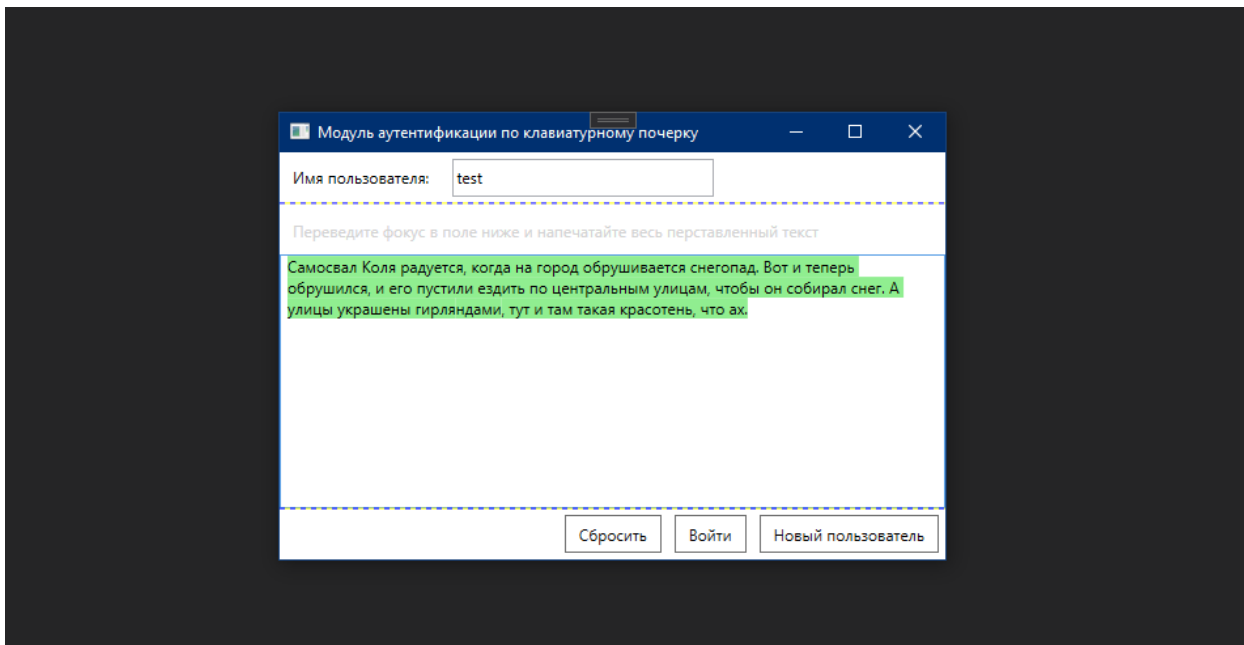 Модуль аутентификации по клавиатурному почерку
Имя пользователя: test
Переведите фокус в поле ниже и напечатайте весь перставленный текст
Самосвал Коля радуется, когда на город обрушивается снегопад. Вот и теперь
обрушился, и его пустили ездить по центральным улицам, чтобы он собирал снег. А
улицы украшены гирляндами, тут и там такая красотень, что ах.
Сбросить Войти Новый пользователь